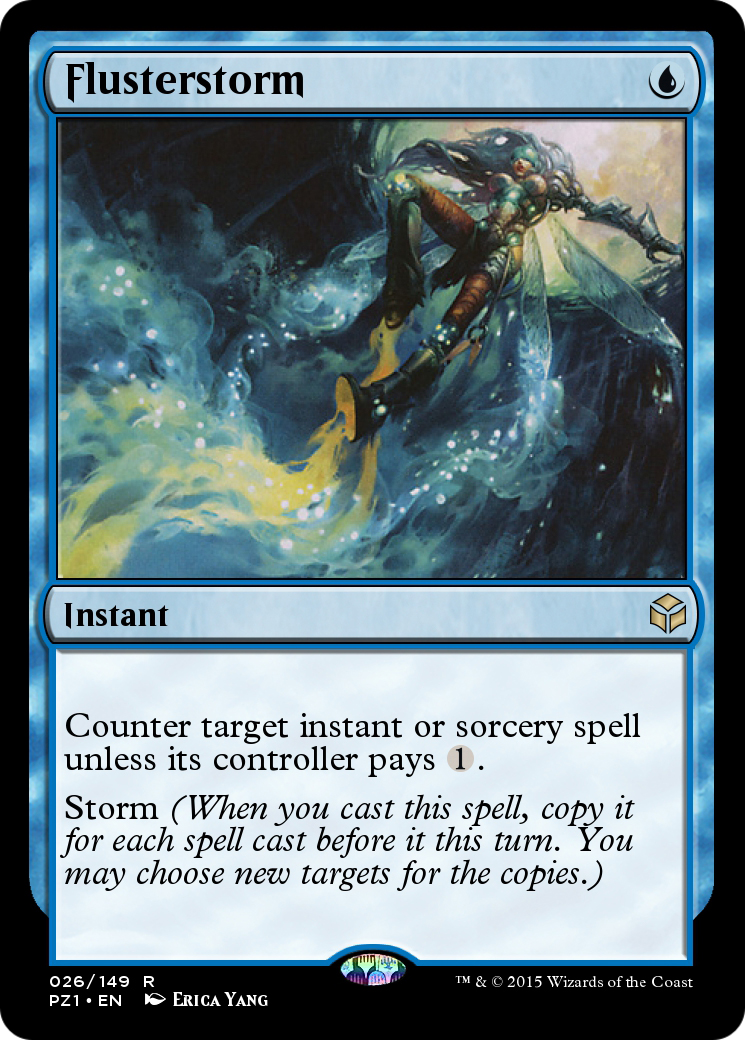 Flusterstorm
Instant
Counter target instant or sorcery spell
unless its controller pays 1.
Storm (When you cast this spell, copy it
for each spell cast before it this turn. You
may choose new targets for the copies.)
026/149 R
PZ1 • EN Erica Yang
™ & © 2015 Wizards of the Coast